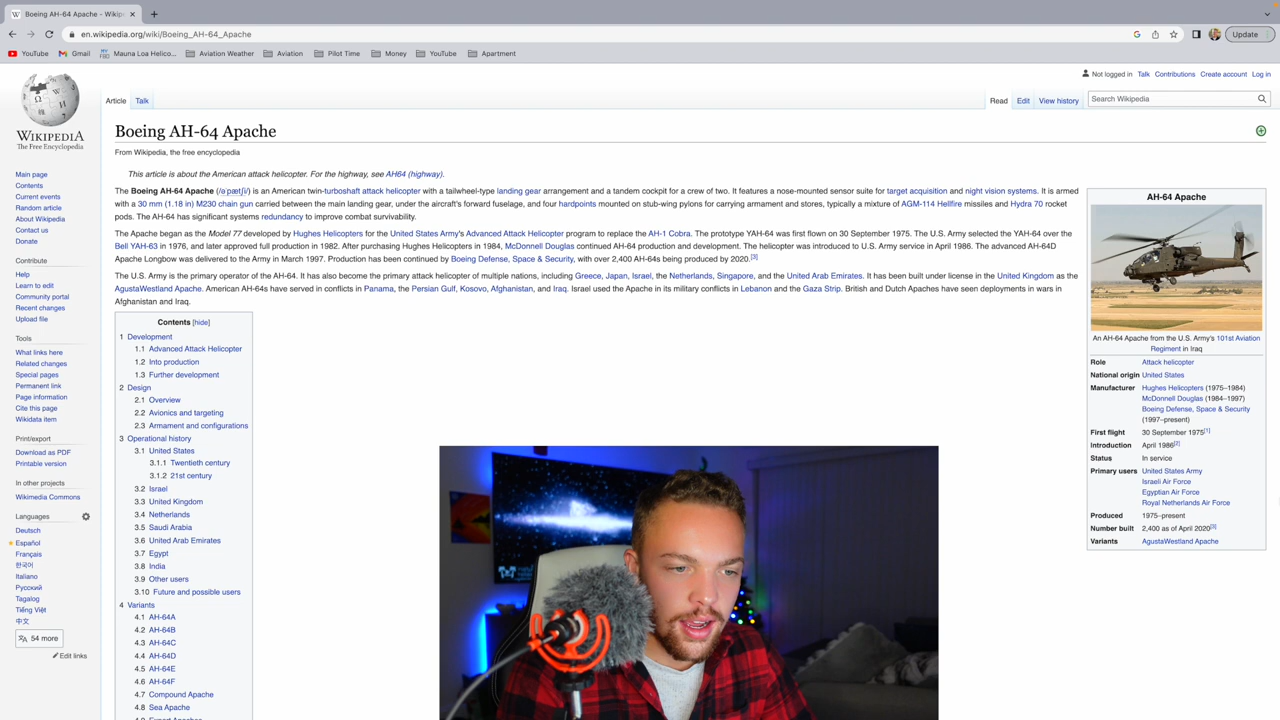 Boeing AH-64 Apache - Wikip
en.wikipedia.org/wiki/Boeing_AH-64_Apache
Update
YouTube
Gmail
Mauna Loa Helico...
Aviation Weather
Aviation
Pilot Time
Money
YouTube
Apartment
Not logged in Talk Contributions Create account Log in
Article Talk
Read Edit View history
Search Wikipedia
WIKIPEDIA
The Free Encyclopedia
Main page
Contents
Current events
Random article
About Wikipedia
Contact us
Donate
Contribute
Help
Learn to edit
Community portal
Recent changes
Upload file
Tools
What links here
Related changes
Special pages
Permanent link
Page information
Cite this page
Wikidata item
Print/export
Download as PDF
Printable version
In other projects
Wikimedia Commons
Languages
Deutsch
Español
Français
한국어
Italiano
Русский
Tagalog
Tiếng Việt
中文
54 more
Edit links
Boeing AH-64 Apache
From Wikipedia, the free encyclopedia
This article is about the American attack helicopter. For the highway, see AH64 (highway).
The Boeing AH-64 Apache (/əˈpætʃi/) is an American twin-turboshaft attack helicopter with a tailwheel-type landing gear arrangement and a tandem cockpit for a crew of two. It features a nose-mounted sensor suite for target acquisition and night vision systems. It is armed
with a 30 mm (1.18 in) M230 chain gun carried between the main landing gear, under the aircraft's forward fuselage, and four hardpoints mounted on stub-wing pylons for carrying armament and stores, typically a mixture of AGM-114 Hellfire missiles and Hydra 70 rocket
pods. The AH-64 has significant systems redundancy to improve combat survivability.
The Apache began as the Model 77 developed by Hughes Helicopters for the United States Army's Advanced Attack Helicopter program to replace the AH-1 Cobra. The prototype YAH-64 was first flown on 30 September 1975. The U.S. Army selected the YAH-64 over the
Bell YAH-63 in 1976, and later approved full production in 1982. After purchasing Hughes Helicopters in 1984, McDonnell Douglas continued AH-64 production and development. The helicopter was introduced to U.S. Army service in April 1986. The advanced AH-64D
Apache Longbow was delivered to the Army in March 1997. Production has been continued by Boeing Defense, Space & Security, with over 2,400 AH-64s being produced by 2020.[3]
The U.S. Army is the primary operator of the AH-64. It has also become the primary attack helicopter of multiple nations, including Greece, Japan, Israel, the Netherlands, Singapore, and the United Arab Emirates. It has been built under license in the United Kingdom as the
AgustaWestland Apache. American AH-64s have served in conflicts in Panama, the Persian Gulf, Kosovo, Afghanistan, and Iraq. Israel used the Apache in its military conflicts in Lebanon and the Gaza Strip. British and Dutch Apaches have seen deployments in wars in
Afghanistan and Iraq.
Contents [hide]
1 Development
1.1 Advanced Attack Helicopter
1.2 Into production
1.3 Further development
2 Design
2.1 Overview
2.2 Avionics and targeting
2.3 Armament and configurations
3 Operational history
3.1 United States
3.1.1 Twentieth century
3.1.2 21st century
3.2 Israel
3.3 United Kingdom
3.4 Netherlands
3.5 Saudi Arabia
3.6 United Arab Emirates
3.7 Egypt
3.8 India
3.9 Other users
3.10 Future and possible users
4 Variants
4.1 AH-64A
4.2 AH-64B
4.3 AH-64C
4.4 AH-64D
4.5 AH-64E
4.6 AH-64F
4.7 Compound Apache
4.8 Sea Apache
AH-64 Apache
An AH-64 Apache from the U.S. Army's 101st Aviation
Regiment in Iraq
Role Attack helicopter
National origin United States
Manufacturer Hughes Helicopters (1975–1984)
McDonnell Douglas (1984–1997)
Boeing Defense, Space & Security
(1997–present)
First flight 30 September 1975[1]
Introduction April 1986[2]
Status In service
Primary users United States Army
Israeli Air Force
Egyptian Air Force
Royal Netherlands Air Force
Produced 1975–present
Number built 2,400 as of April 2020[3]
Variants AgustaWestland Apache